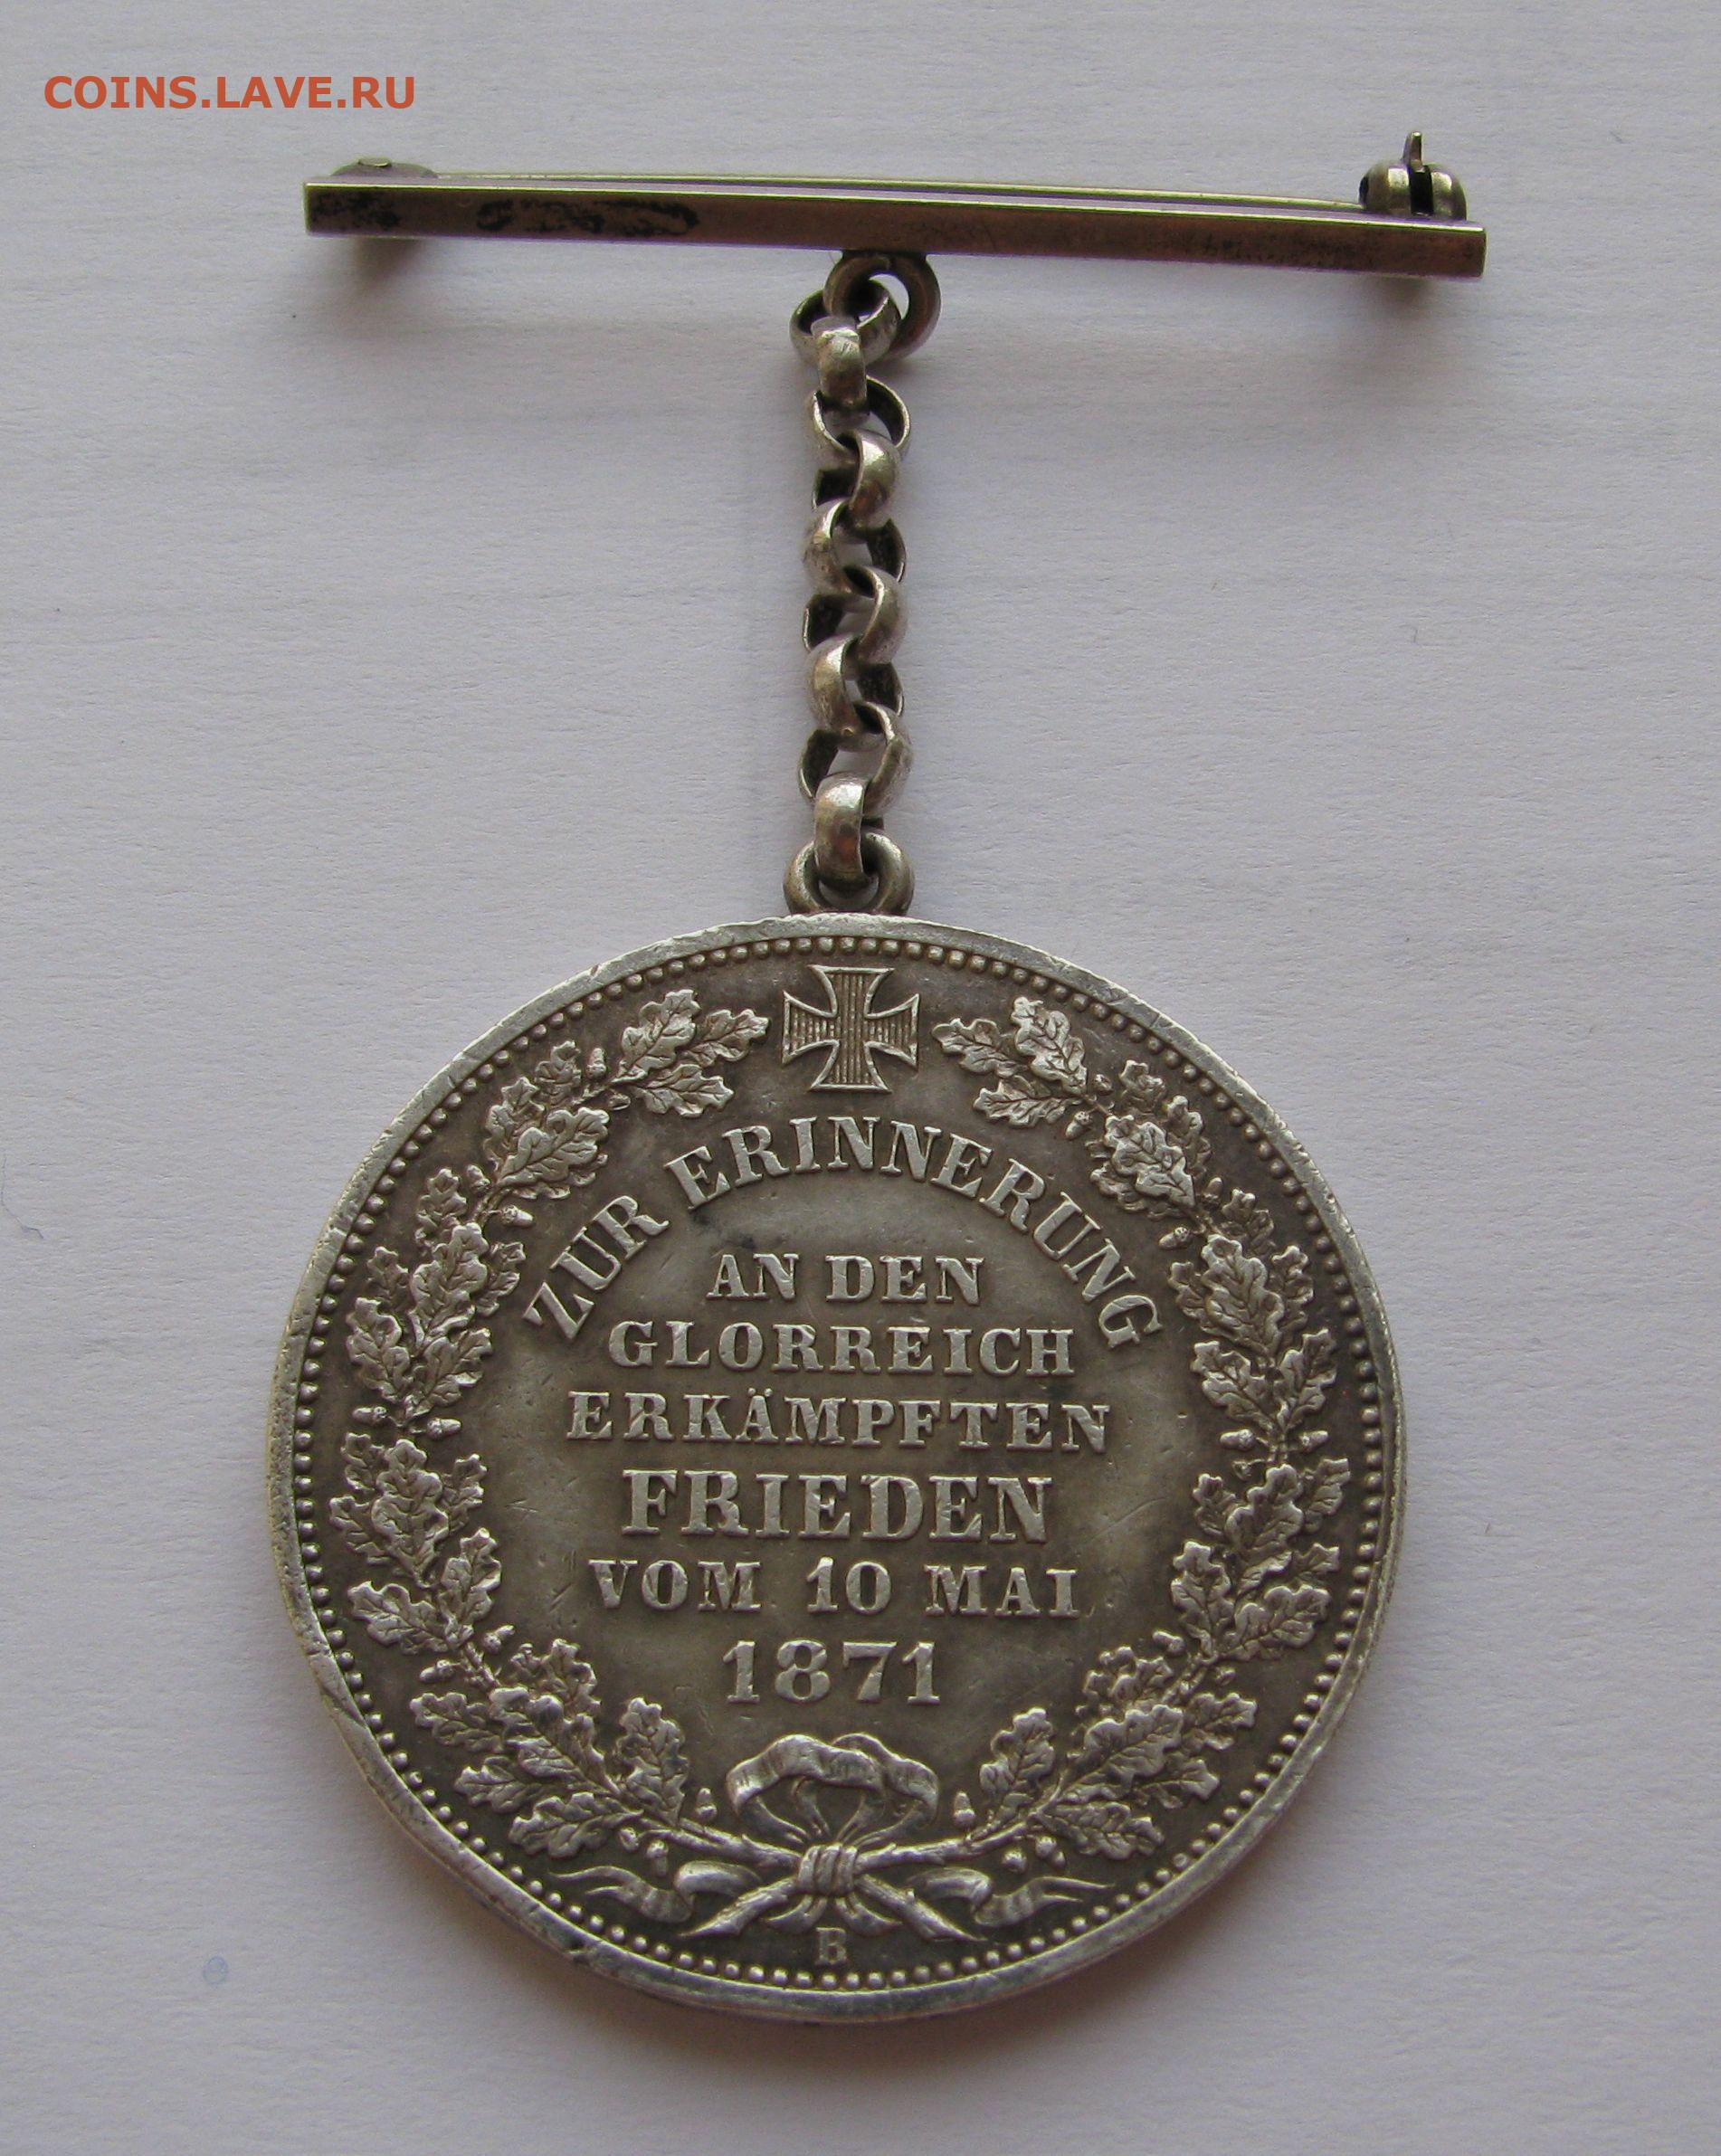 COINS.LAVE.RU
ZUR ERINNERUNG
AN DEN
GLORREICH
ERKÄMPFTEN
FRIEDEN
VOM 10 MAI
1871
B